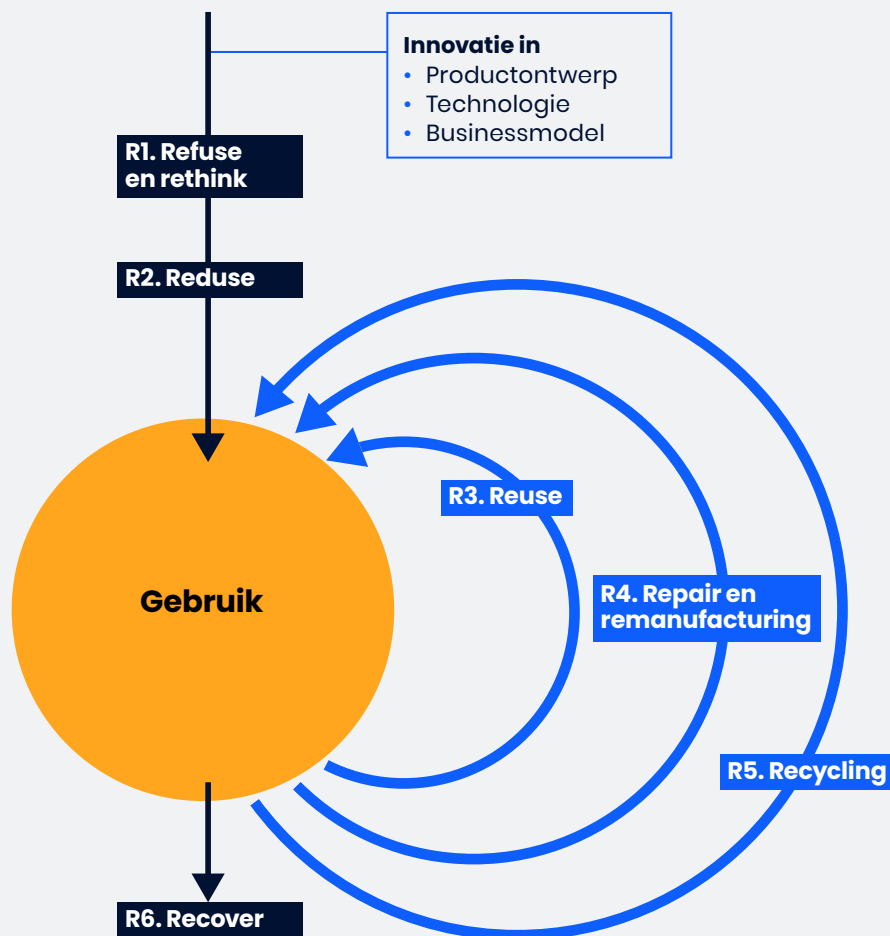 Innovatie in
• Productontwerp
• Technologie
• Businessmodel
R1. Refuse
en rethink
R2. Reduse
R3. Reuse
Gebruik
R4. Repair en
remanufacturing
R5. Recycling
R6. Recover